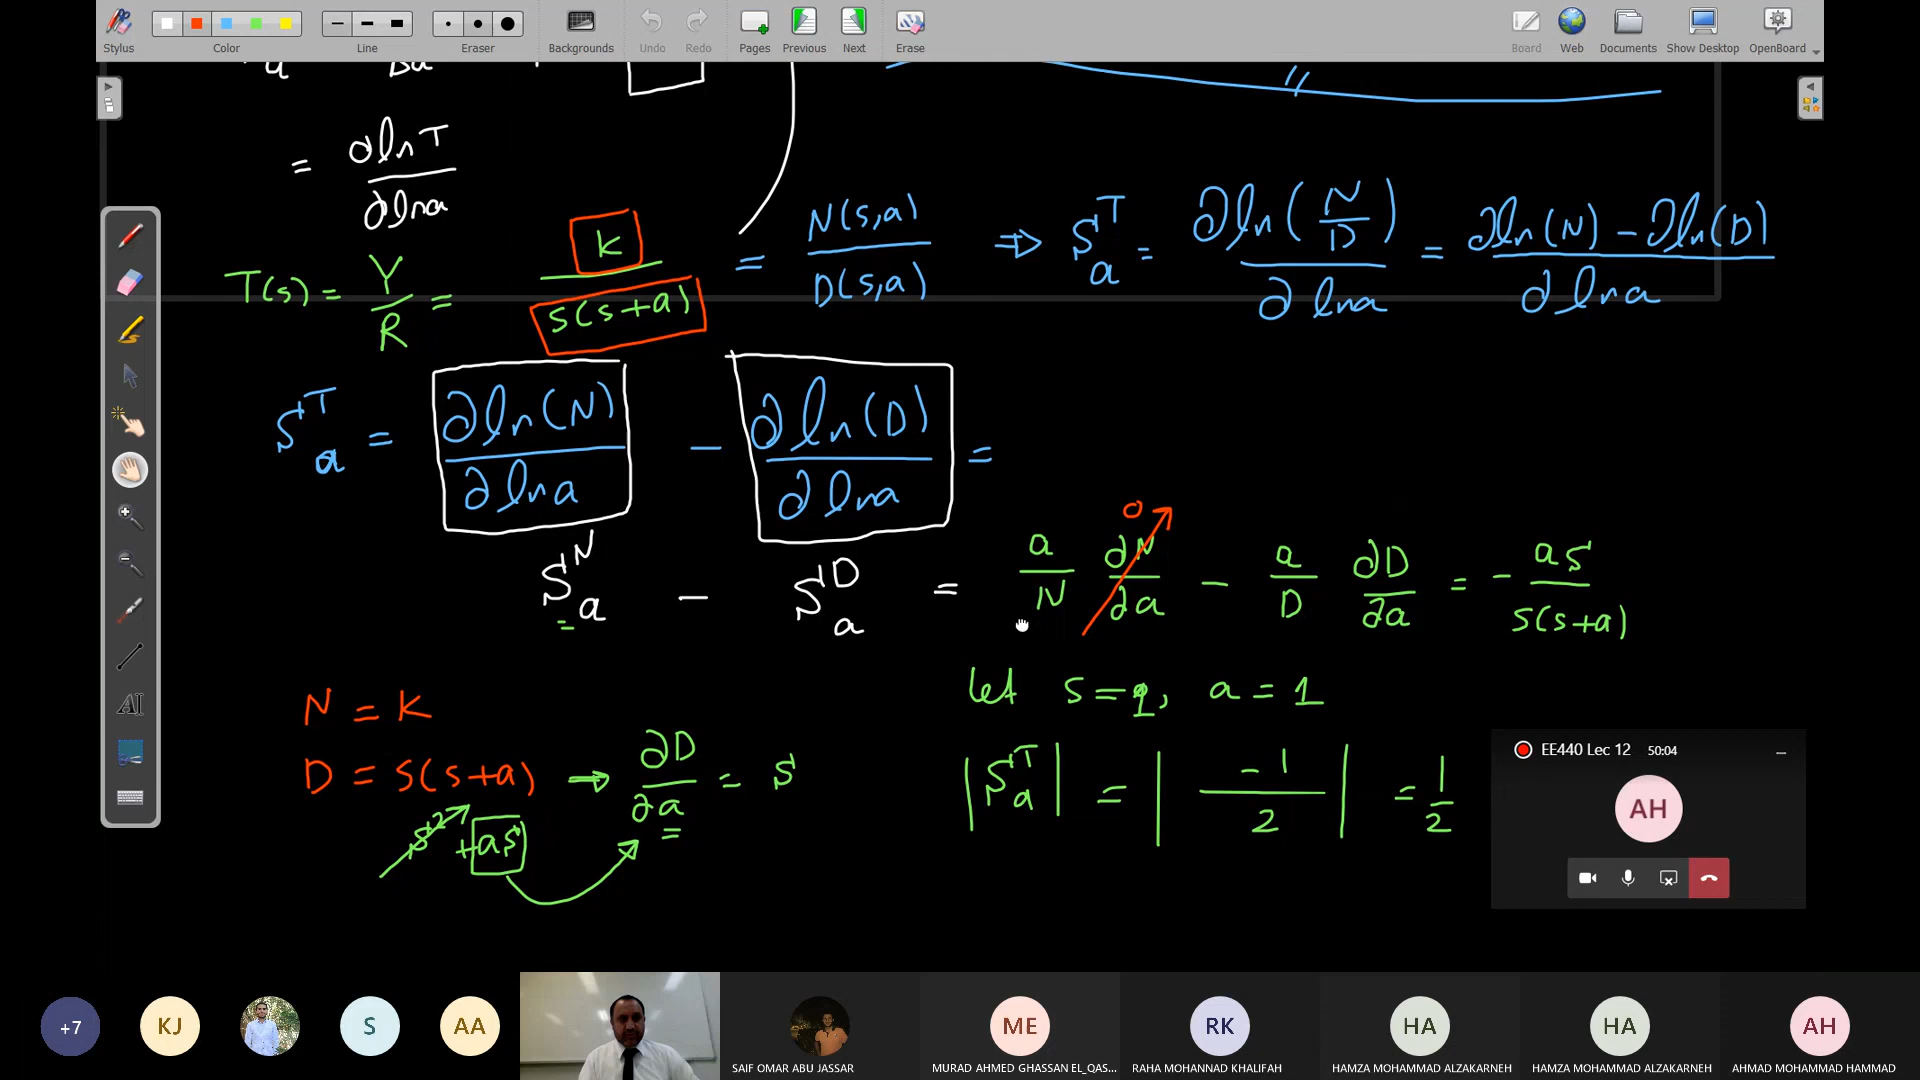 Stylus Color Line Eraser Backgrounds Undo Redo Pages Previous Next Erase Board Web Documents Show Desktop OpenBoard
a ∂a
= ∂lnT / ∂lna
T(s) = Y/R = K / s(s+a) = N(s,a) / D(s,a) ⇒ S^T_a = ∂ln(N/D) / ∂lna = ∂ln(N) − ∂ln(D) / ∂lna
S^T_a = ∂ln(N) / ∂lna − ∂ln(D) / ∂lna =
S^N_a − S^D_a = a/N ∂N/∂a 0 − a/D ∂D/∂a = − as / s(s+a)
let s=1, a=1
N = K
D = s(s+a) → ∂D/∂a = s
s² + as
|S^T_a| = | −1 / 2 | = 1/2
EE440 Lec 12 50:04
AH
+7 KJ S AA ME RK HA HA AH
SAIF OMAR ABU JASSAR MURAD AHMED GHASSAN EL_QAS... RAHA MOHANNAD KHALIFAH HAMZA MOHAMMAD ALZAKARNEH HAMZA MOHAMMAD ALZAKARNEH AHMAD MOHAMMAD HAMMAD